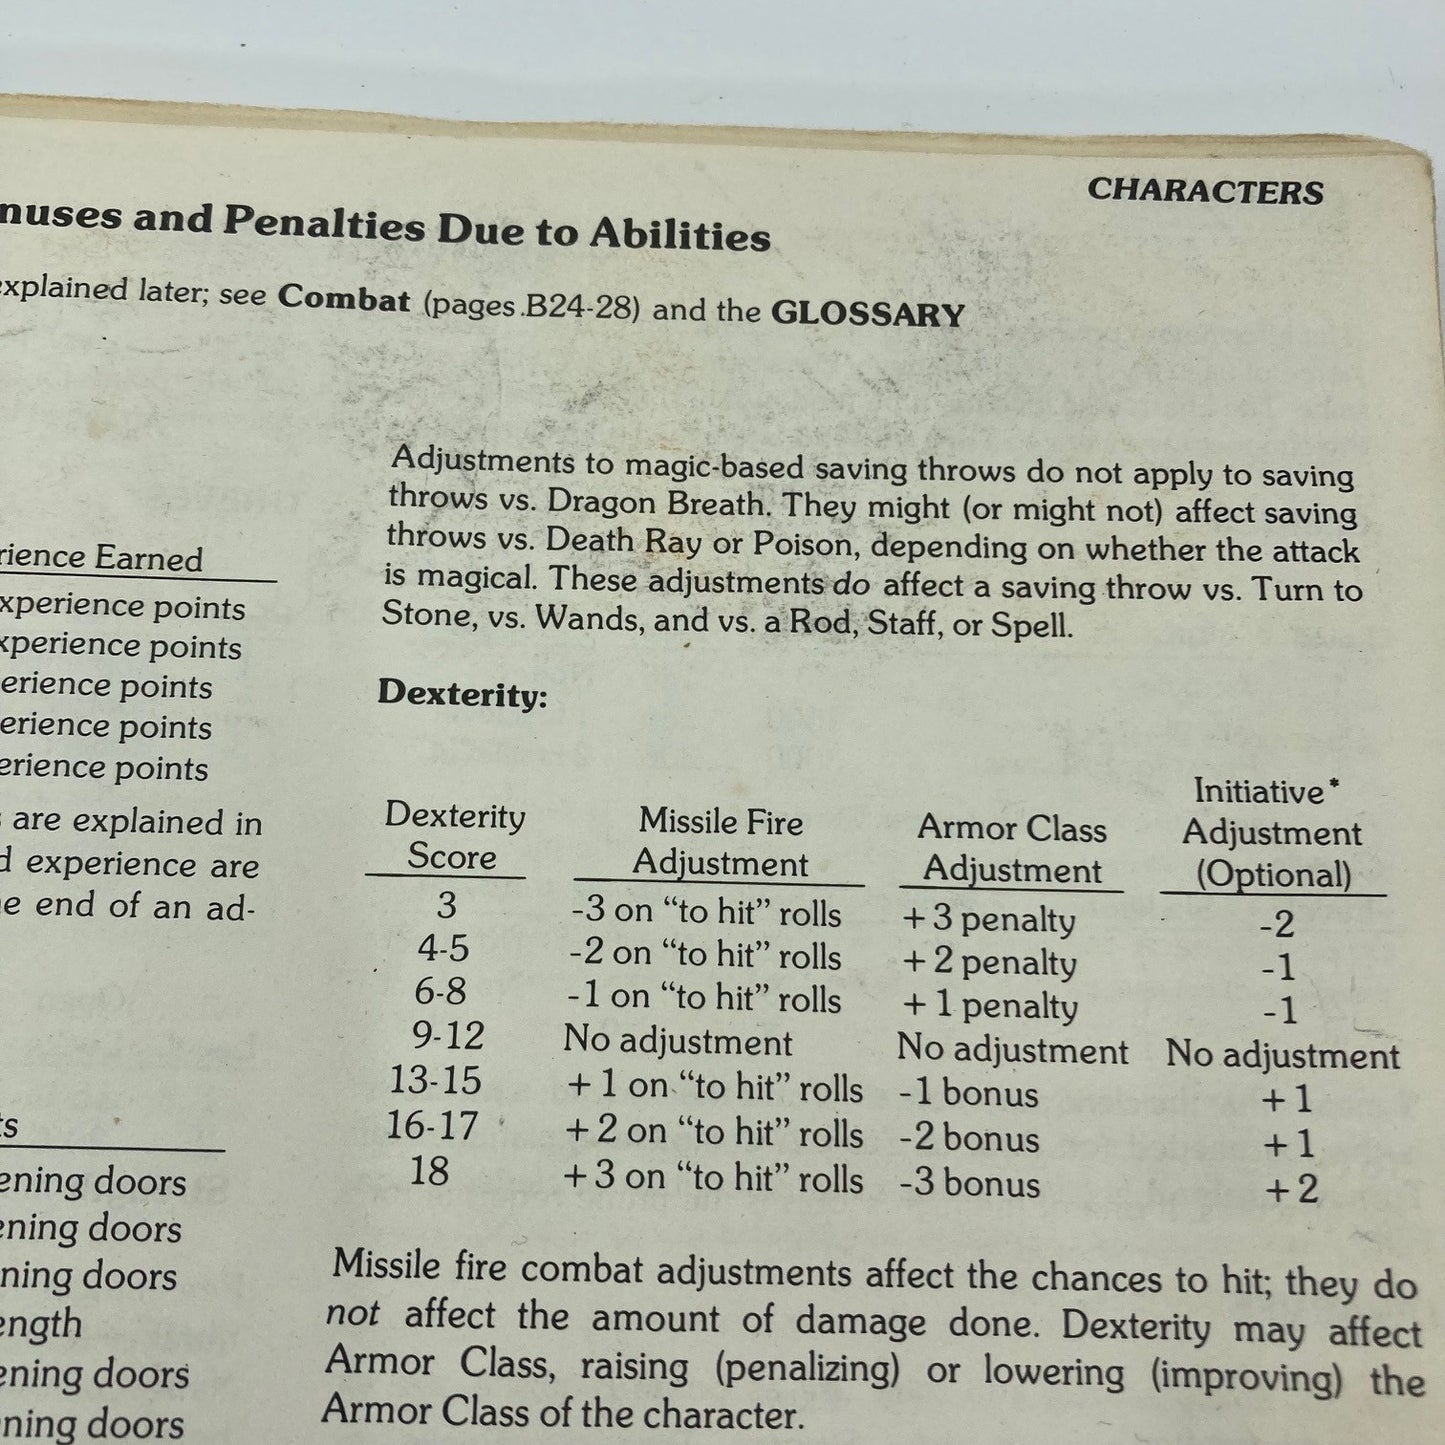 CHARACTERS
nuses and Penalties Due to Abilities
explained later; see Combat (pages B24-28) and the GLOSSARY
rience Earned
xperience points
xperience points
erience points
erience points
erience points
are explained in
d experience are
e end of an ad-
ts
ening doors
ening doors
ning doors
ength
ening doors
ning doors
Adjustments to magic-based saving throws do not apply to saving
throws vs. Dragon Breath. They might (or might not) affect saving
throws vs. Death Ray or Poison, depending on whether the attack
is magical. These adjustments do affect a saving throw vs. Turn to
Stone, vs. Wands, and vs. a Rod, Staff, or Spell.
Dexterity:
Initiative*
Dexterity Missile Fire Armor Class Adjustment
Score Adjustment Adjustment (Optional)
3 -3 on “to hit” rolls +3 penalty -2
4-5 -2 on “to hit” rolls +2 penalty -1
6-8 -1 on “to hit” rolls +1 penalty -1
9-12 No adjustment No adjustment No adjustment
13-15 +1 on “to hit” rolls -1 bonus +1
16-17 +2 on “to hit” rolls -2 bonus +1
18 +3 on “to hit” rolls -3 bonus +2
Missile fire combat adjustments affect the chances to hit; they do
not affect the amount of damage done. Dexterity may affect
Armor Class, raising (penalizing) or lowering (improving) the
Armor Class of the character.